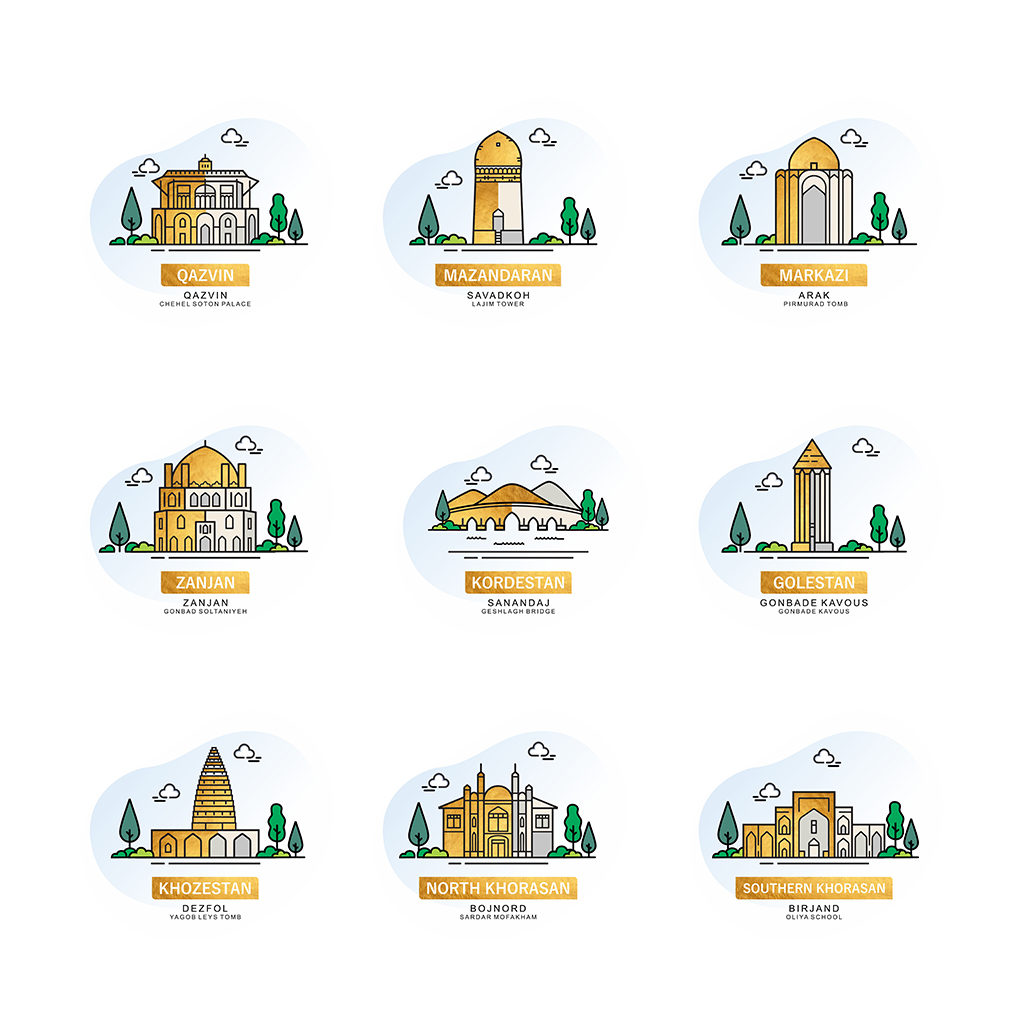 QAZVIN
QAZVIN
CHEHEL SOTON PALACE
MAZANDARAN
SAVADKOH
LAJIM TOWER
MARKAZI
ARAK
PIRMURAD TOMB
ZANJAN
ZANJAN
GONBAD SOLTANIYEH
KORDESTAN
SANANDAJ
GESHLAGH BRIDGE
GOLESTAN
GONBADE KAVOUS
GONBADE KAVOUS
KHOZESTAN
DEZFOL
YAGOB LEYS TOMB
NORTH KHORASAN
BOJNORD
SARDAR MOFAKHAM
SOUTHERN KHORASAN
BIRJAND
OLIYA SCHOOL